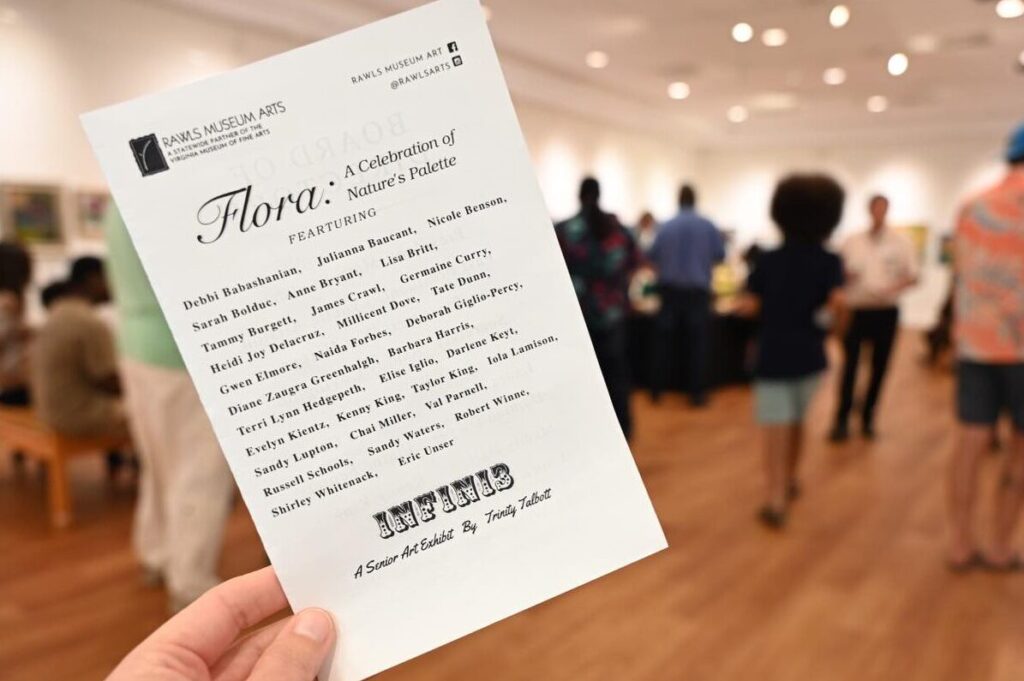 RAWLS MUSEUM ART
@RAWLSARTS
RAWLS MUSEUM ARTS
A STATEWIDE PARTNER OF THE
VIRGINIA MUSEUM OF FINE ARTS
Flora: A Celebration of
Nature's Palette
FEARTURING
Debbi Babashanian, Julianna Baucant, Nicole Benson,
Sarah Bolduc, Anne Bryant, Lisa Britt,
Tammy Burgett, James Crawl, Germaine Curry,
Heidi Joy Delacruz, Millicent Dove, Tate Dunn,
Gwen Elmore, Naida Forbes, Deborah Giglio-Percy,
Diane Zaugra Greenhalgh, Barbara Harris,
Terri Lynn Hedgepeth, Elise Iglio, Darlene Keyt,
Evelyn Kientz, Kenny King, Taylor King, Iola Lamison,
Sandy Lupton, Chai Miller, Val Parnell,
Russell Schools, Sandy Waters, Robert Winne,
Shirley Whitenack, Eric Unser
INFINI3
A Senior Art Exhibit By Trinity Talbott